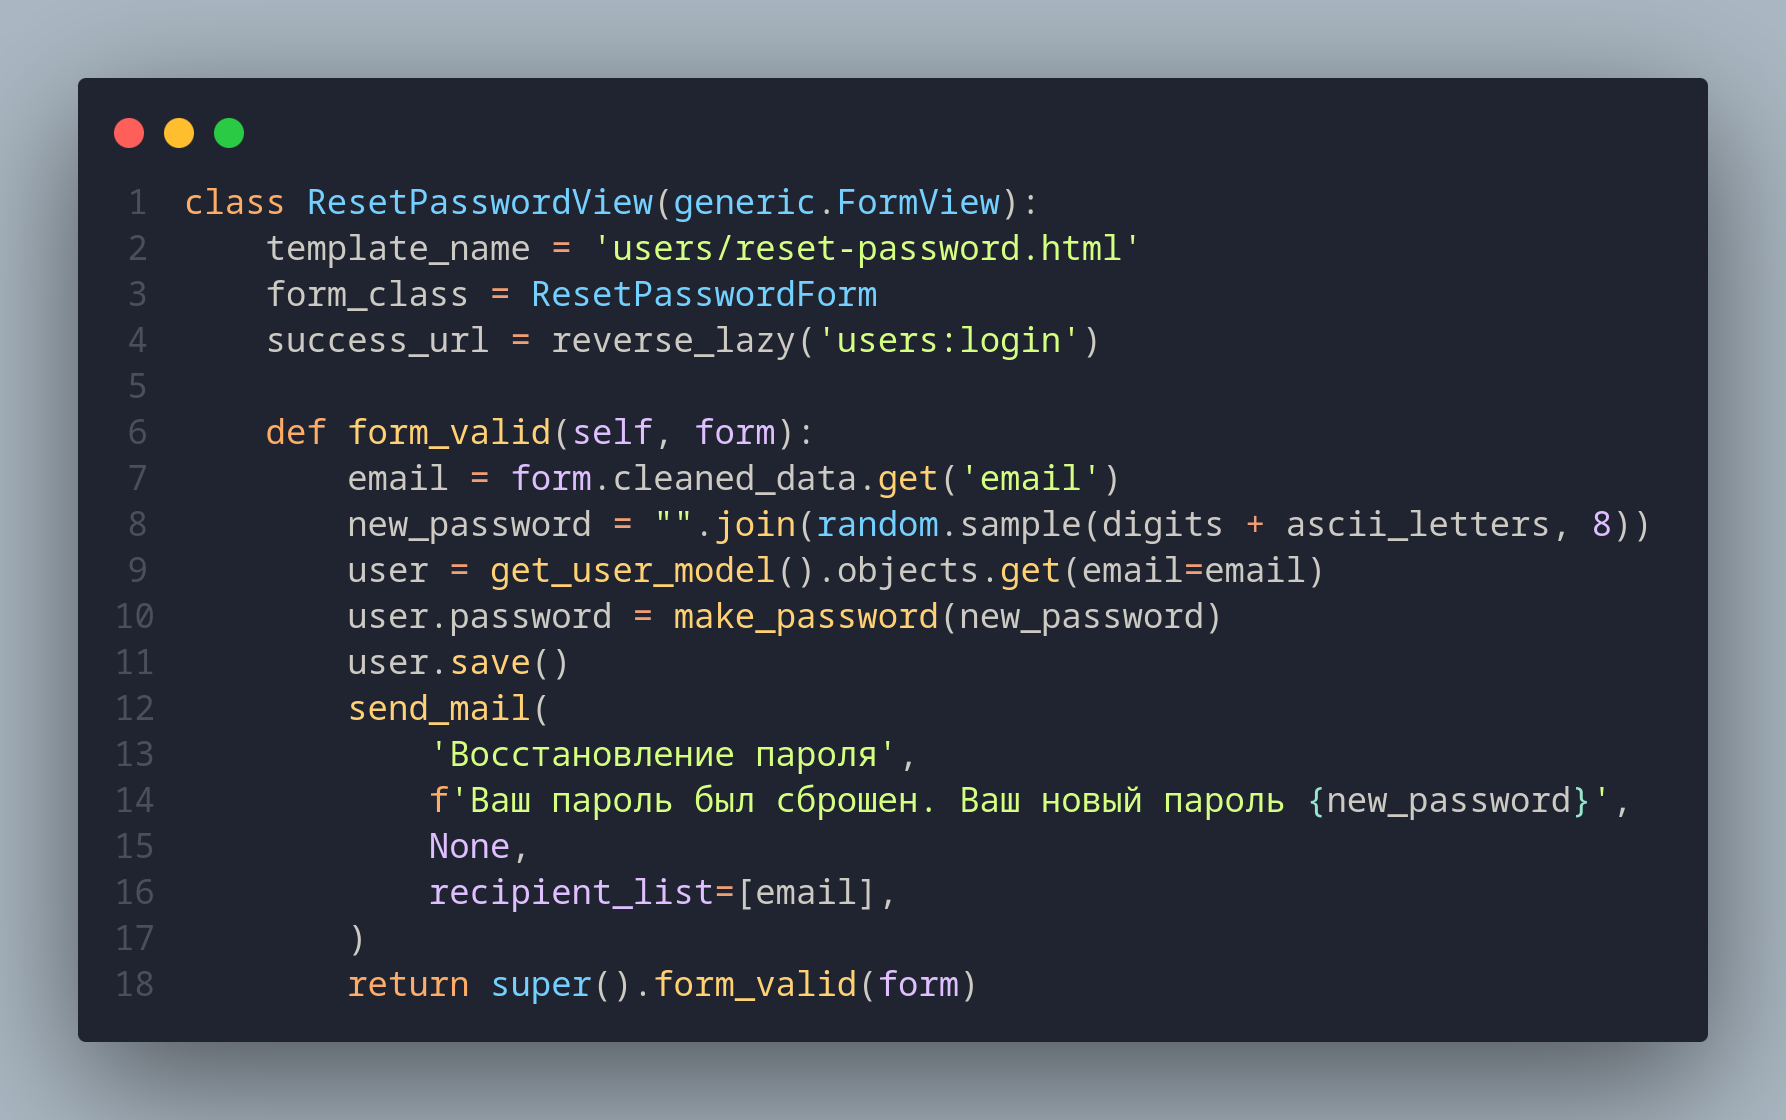 1 class ResetPasswordView(generic.FormView):
2     template_name = 'users/reset-password.html'
3     form_class = ResetPasswordForm
4     success_url = reverse_lazy('users:login')
5
6     def form_valid(self, form):
7         email = form.cleaned_data.get('email')
8         new_password = "".join(random.sample(digits + ascii_letters, 8))
9         user = get_user_model().objects.get(email=email)
10         user.password = make_password(new_password)
11         user.save()
12         send_mail(
13             'Восстановление пароля',
14             f'Ваш пароль был сброшен. Ваш новый пароль {new_password}',
15             None,
16             recipient_list=[email],
17         )
18         return super().form_valid(form)